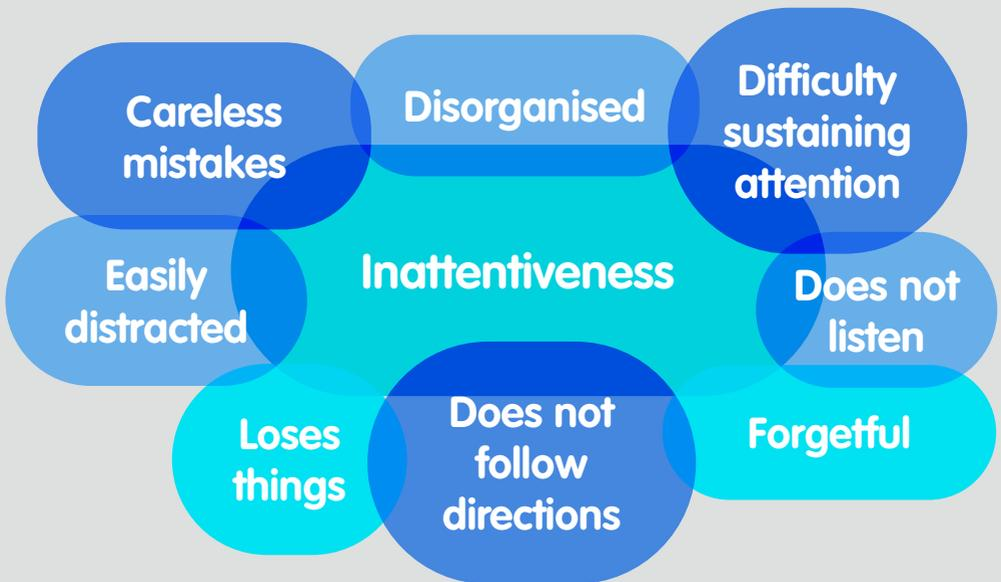 Careless
mistakes
Disorganised
Difficulty
sustaining
attention
Easily
distracted
Inattentiveness
Does not
listen
Loses
things
Does not
follow
directions
Forgetful